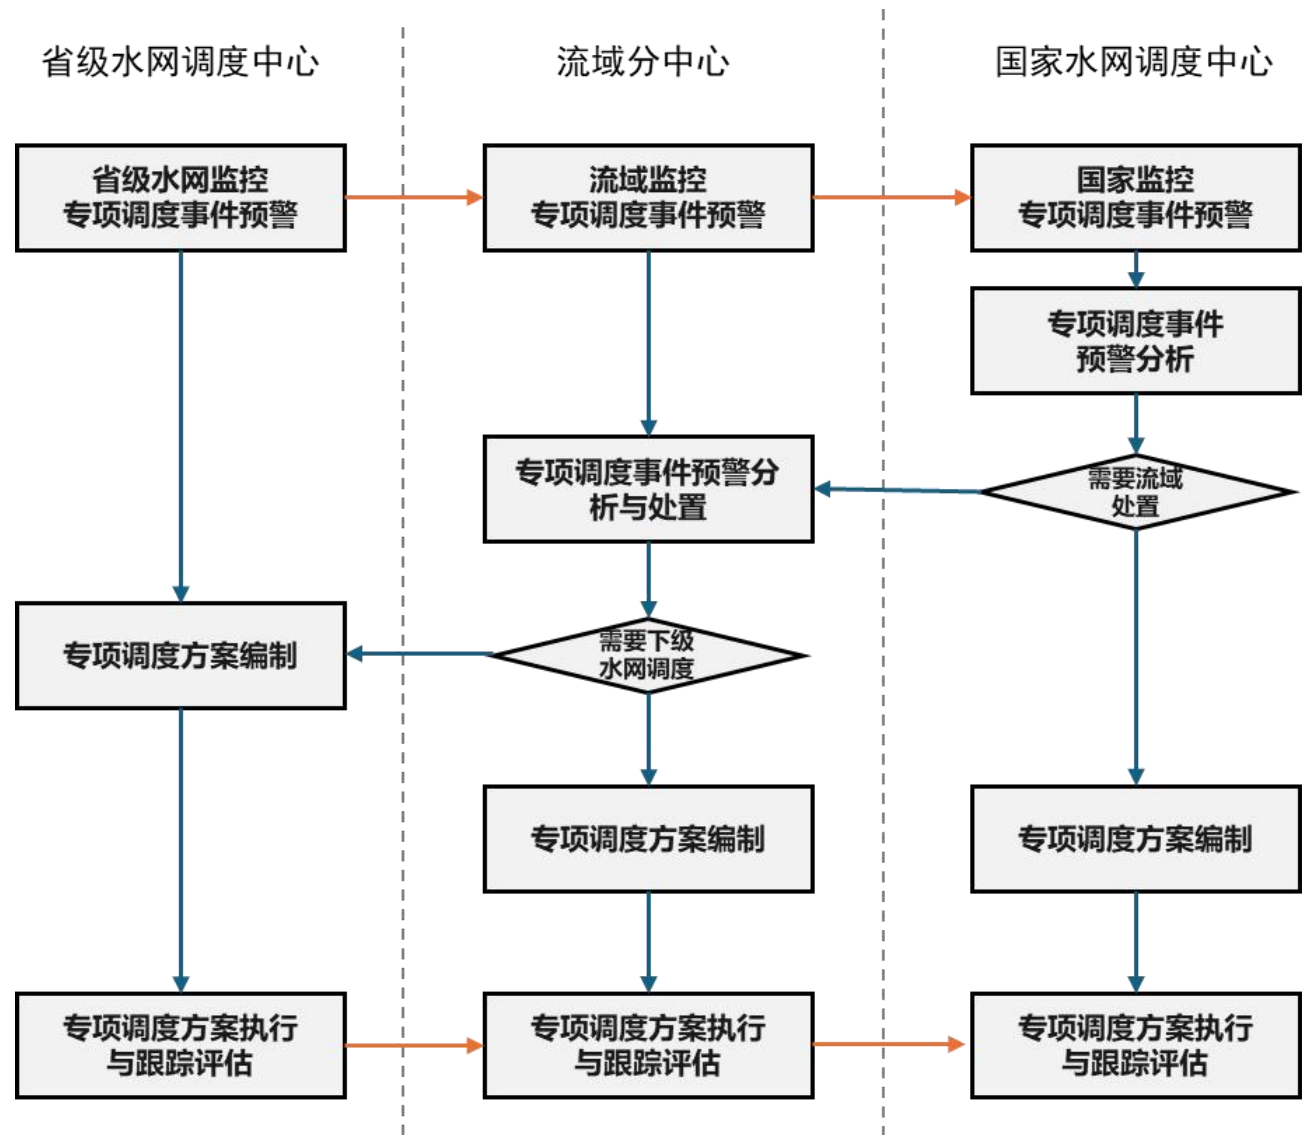 省级水网调度中心
流域分中心
国家水网调度中心
省级水网监控
专项调度事件预警
流域监控
专项调度事件预警
国家监控
专项调度事件预警
专项调度事件
预警分析
专项调度事件预警分
析与处置
需要流域
处置
专项调度方案编制
需要下级
水网调度
专项调度方案编制
专项调度方案编制
专项调度方案执行
与跟踪评估
专项调度方案执行
与跟踪评估
专项调度方案执行
与跟踪评估